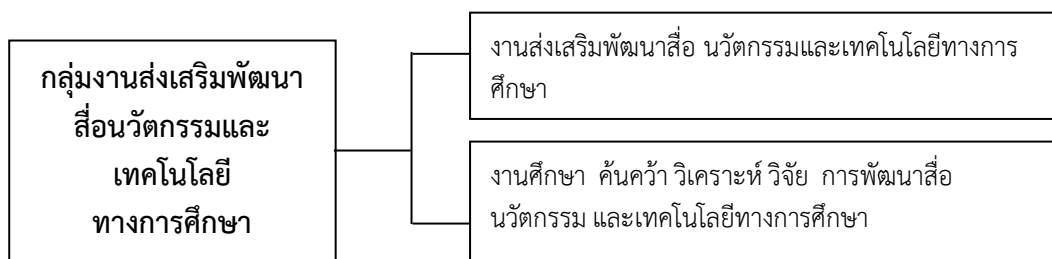 กลุ่มงานส่งเสริมพัฒนา
สื่อนวัตกรรมและ
เทคโนโลยี
ทางการศึกษา
งานส่งเสริมพัฒนาสื่อ นวัตกรรมและเทคโนโลยีทางการ
ศึกษา
งานศึกษา ค้นคว้า วิเคราะห์ วิจัย การพัฒนาสื่อ
นวัตกรรม และเทคโนโลยีทางการศึกษา